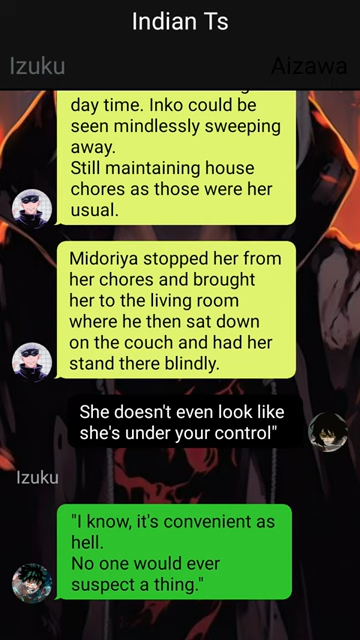 Indian Ts
Izuku
Aizawa
day time. Inko could be
seen mindlessly sweeping
away.
Still maintaining house
chores as those were her
usual.
Midoriya stopped her from
her chores and brought
her to the living room
where he then sat down
on the couch and had her
stand there blindly.
She doesn't even look like
she's under your control"
Izuku
"I know, it's convenient as
hell.
No one would ever
suspect a thing."